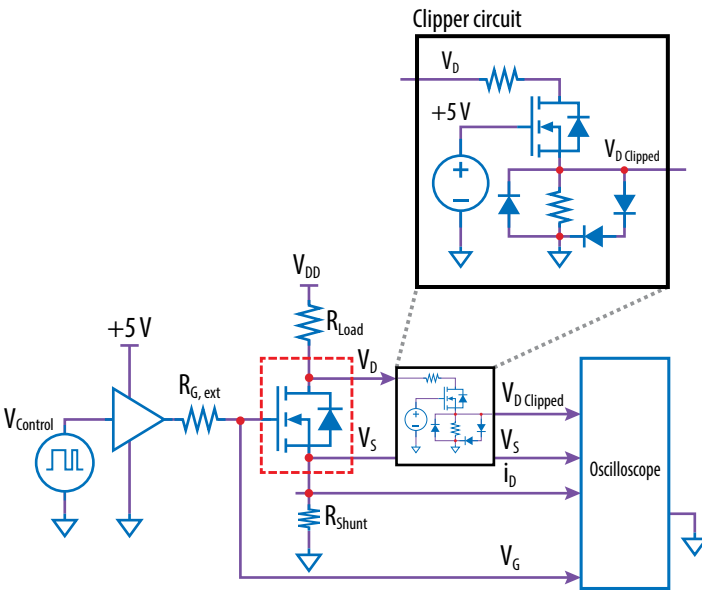 Clipper circuit
V_D
+5 V
V_D Clipped
V_DD
R_Load
+5 V
V_D
R_G, ext
V_D Clipped
V_Control
V_S
V_S
Oscilloscope
i_D
R_Shunt
V_G